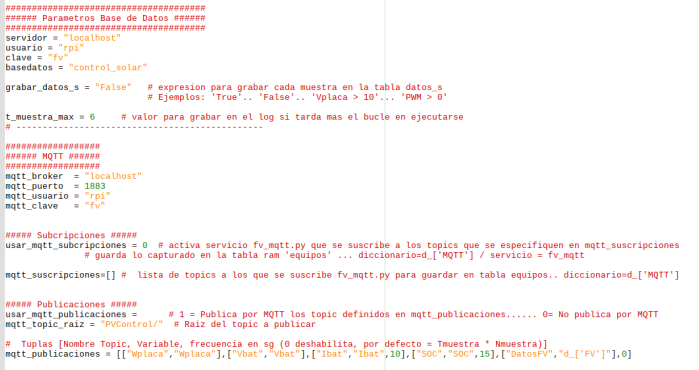 ######################################
###### Parametros Base de Datos ######
######################################
servidor = "localhost"
usuario = "rpi"
clave = "fv"
basedatos = "control_solar"
grabar_datos_s = "False"   # expresion para grabar cada muestra en la tabla datos_s
# Ejemplos: 'True'.. 'False'.. 'Vplaca > 10'... 'PWM > 0'
t_muestra_max = 6     # valor para grabar en el log si tarda mas el bucle en ejecutarse
# -----------------------------------------------
##################
###### MQTT ######
##################
mqtt_broker  = "localhost"
mqtt_puerto  = 1883
mqtt_usuario = "rpi"
mqtt_clave   = "fv"
##### Subcripciones #####
usar_mqtt_subcripciones = 0  # activa servicio fv_mqtt.py que se suscribe a los topics que se especifiquen en mqtt_suscripciones
# guarda lo capturado en la tabla ram 'equipos' ... diccionario=d_['MQTT'] / servicio = fv_mqtt
mqtt_suscripciones=[] #  lista de topics a los que se suscribe fv_mqtt.py para guardar en tabla equipos.. diccionario=d_['MQTT']
##### Publicaciones #####
usar_mqtt_publicaciones =      # 1 = Publica por MQTT los topic definidos en mqtt_publicaciones...... 0= No publica por MQTT
mqtt_topic_raiz = "PVControl/"  # Raiz del topic a publicar
#  Tuplas [Nombre Topic, Variable, frecuencia en sg (0 deshabilita, por defecto = Tmuestra * Nmuestra)]
mqtt_publicaciones = [["Wplaca","Wplaca"],["Vbat","Vbat"],["Ibat","Ibat",10],["SOC","SOC",15],["DatosFV","d_['FV']"],0]